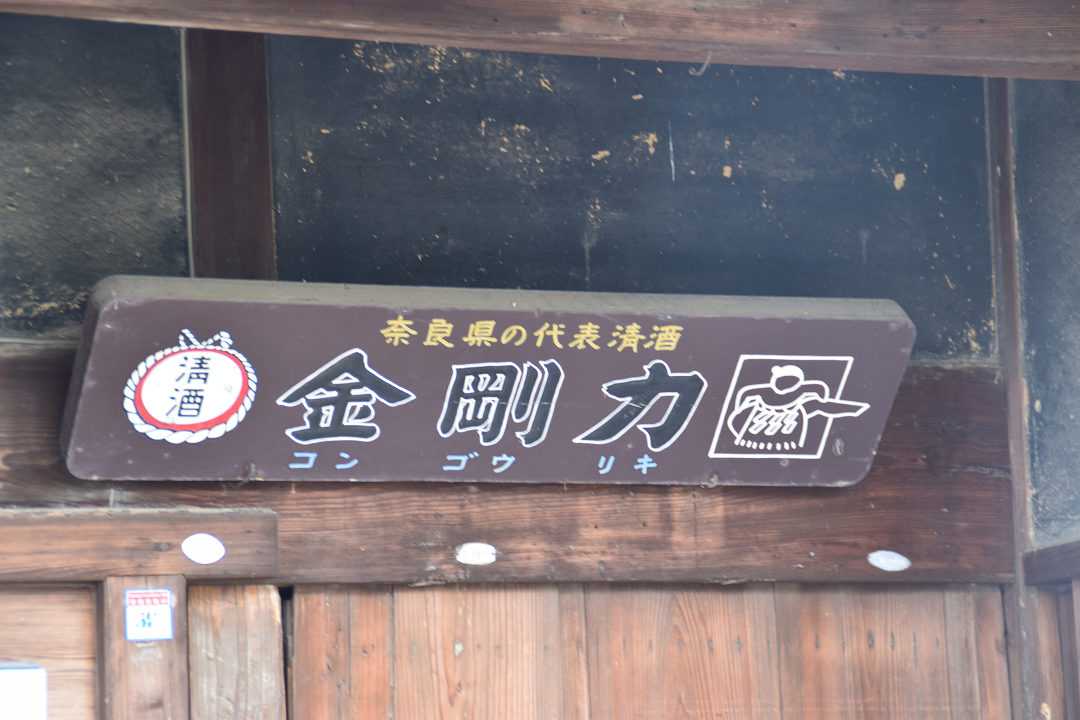 奈良県の代表清酒
清酒
金剛力
コンゴウリキ